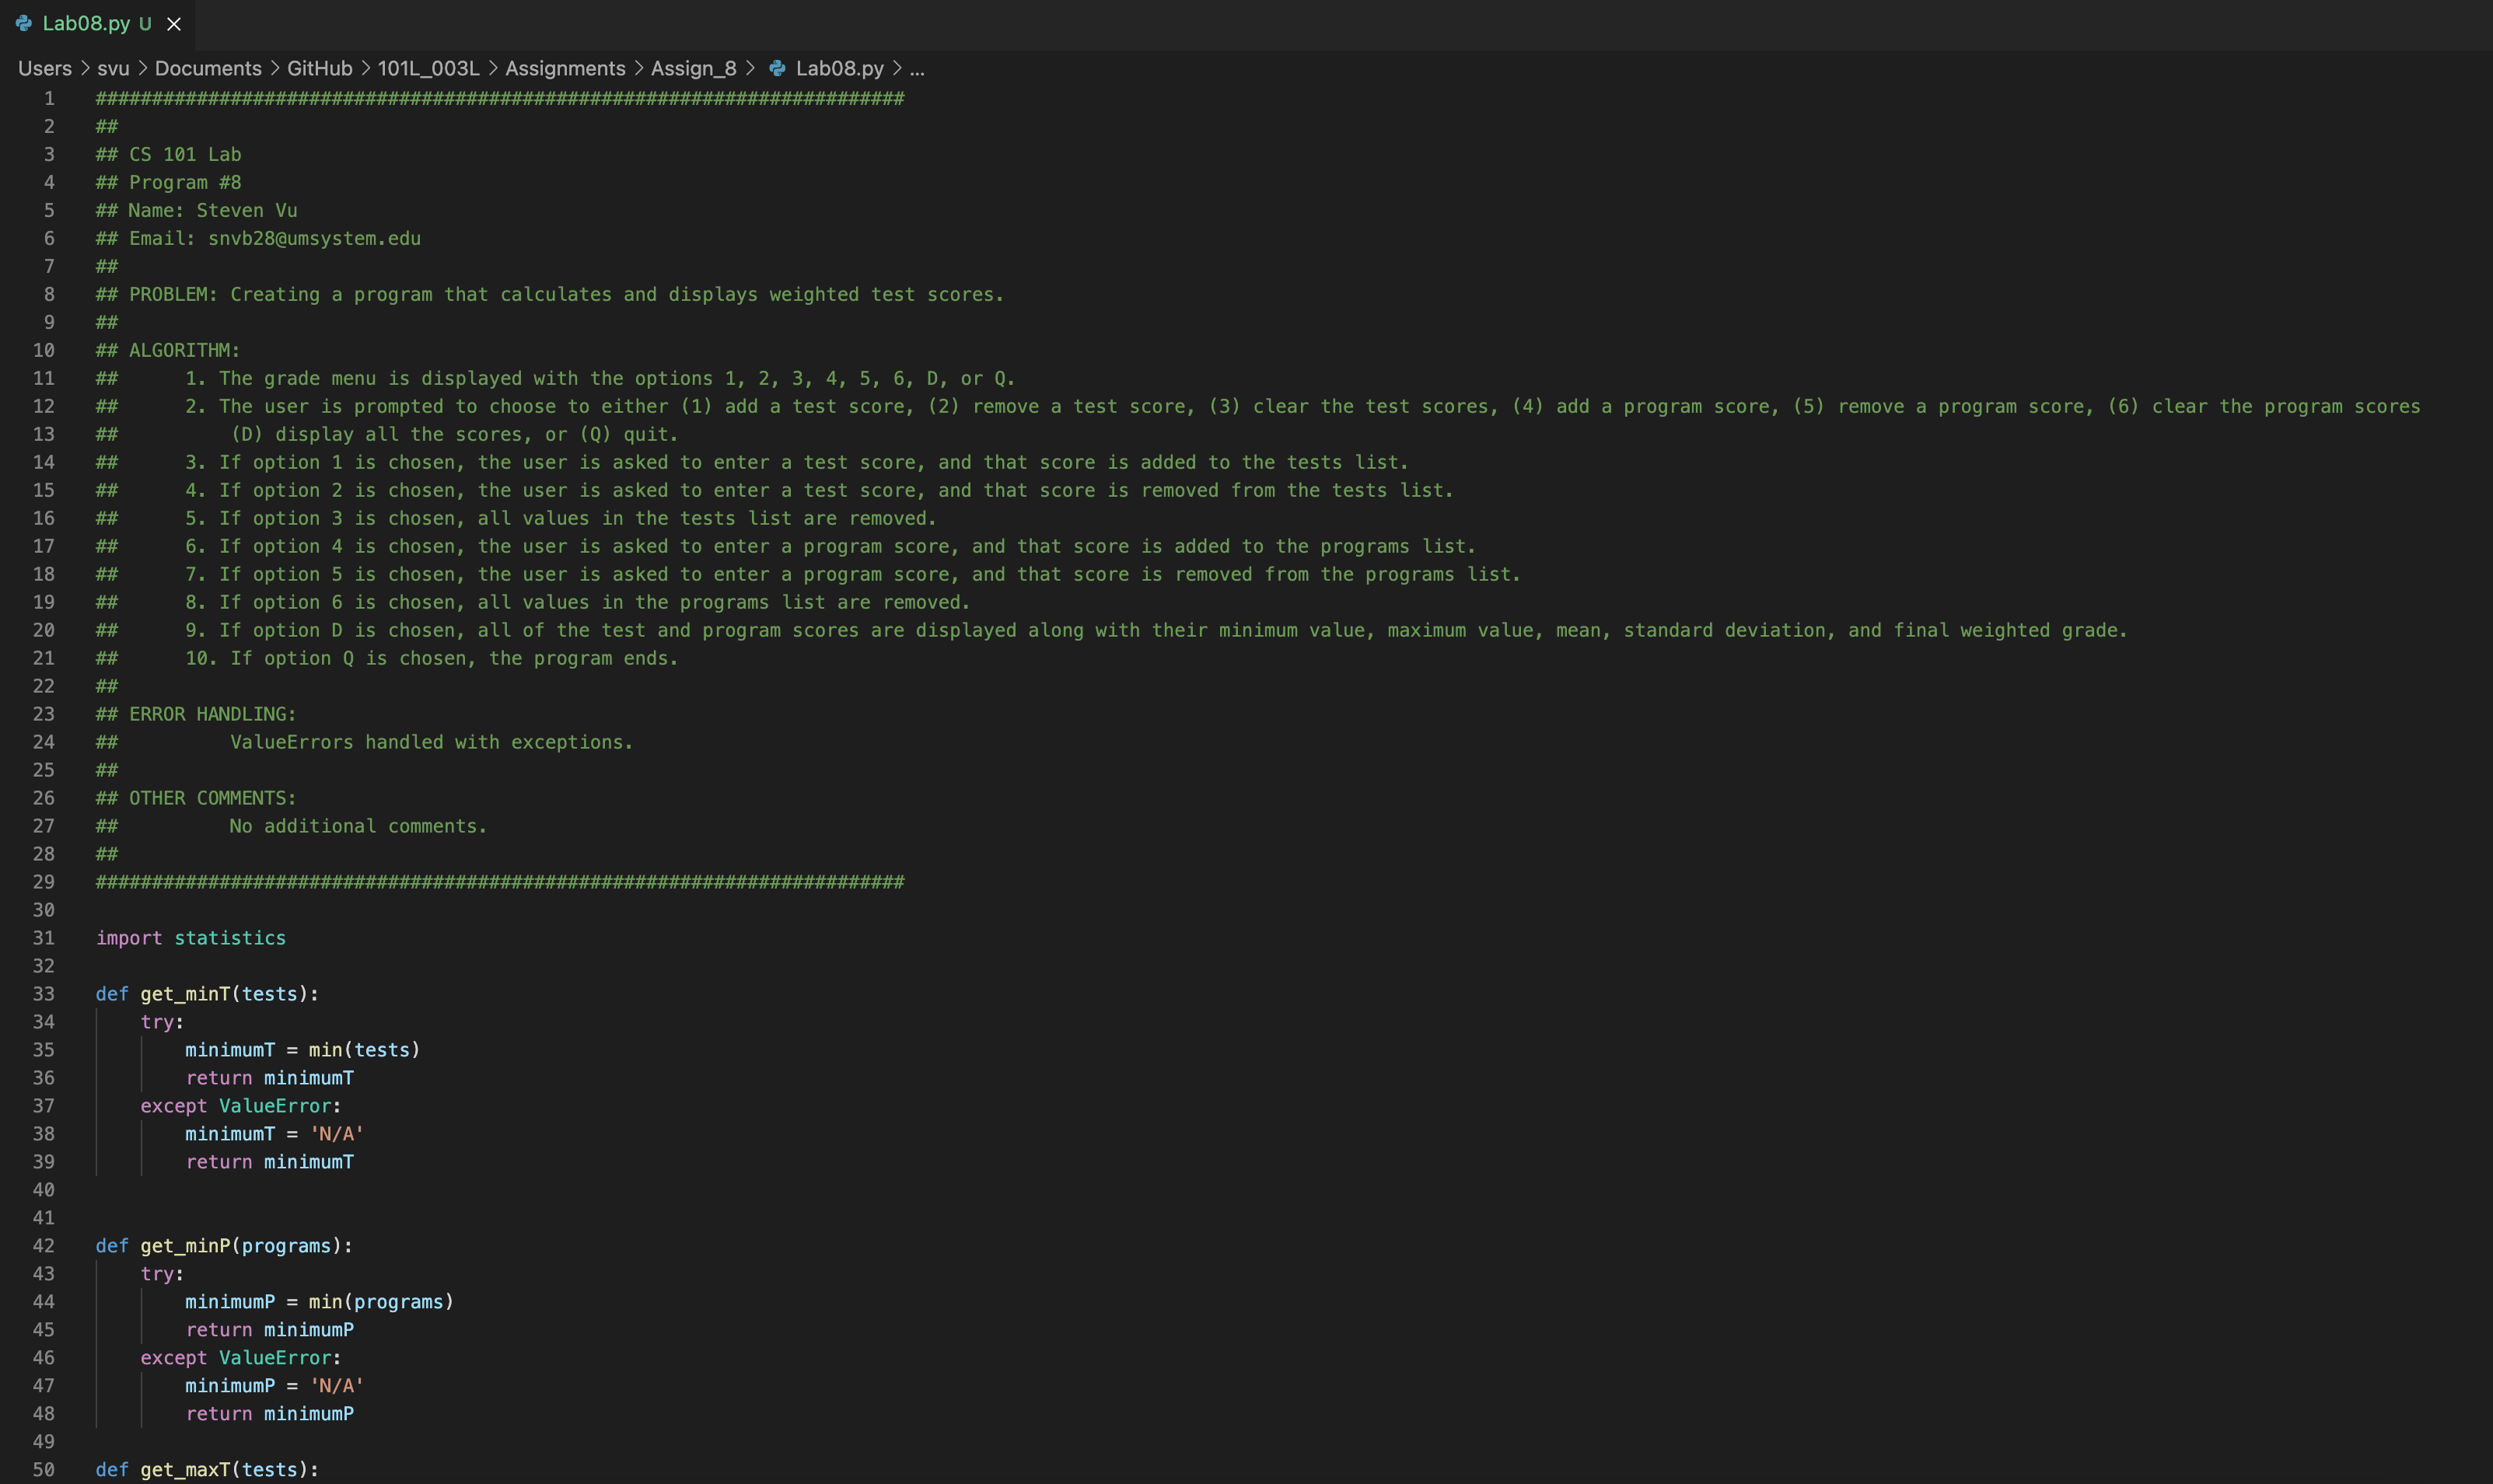 Lab08.py U ×
Users > svu > Documents > GitHub > 101L_003L > Assignments > Assign_8 > Lab08.py > ...
1 ########################################################################
2 ##
3 ## CS 101 Lab
4 ## Program #8
5 ## Name: Steven Vu
6 ## Email: snvb28@umsystem.edu
7 ##
8 ## PROBLEM: Creating a program that calculates and displays weighted test scores.
9 ##
10 ## ALGORITHM:
11 ##      1. The grade menu is displayed with the options 1, 2, 3, 4, 5, 6, D, or Q.
12 ##      2. The user is prompted to choose to either (1) add a test score, (2) remove a test score, (3) clear the test scores, (4) add a program score, (5) remove a program score, (6) clear the program scores
13 ##          (D) display all the scores, or (Q) quit.
14 ##      3. If option 1 is chosen, the user is asked to enter a test score, and that score is added to the tests list.
15 ##      4. If option 2 is chosen, the user is asked to enter a test score, and that score is removed from the tests list.
16 ##      5. If option 3 is chosen, all values in the tests list are removed.
17 ##      6. If option 4 is chosen, the user is asked to enter a program score, and that score is added to the programs list.
18 ##      7. If option 5 is chosen, the user is asked to enter a program score, and that score is removed from the programs list.
19 ##      8. If option 6 is chosen, all values in the programs list are removed.
20 ##      9. If option D is chosen, all of the test and program scores are displayed along with their minimum value, maximum value, mean, standard deviation, and final weighted grade.
21 ##      10. If option Q is chosen, the program ends.
22 ##
23 ## ERROR HANDLING:
24 ##          ValueErrors handled with exceptions.
25 ##
26 ## OTHER COMMENTS:
27 ##          No additional comments.
28 ##
29 ########################################################################
30
31 import statistics
32
33 def get_minT(tests):
34     try:
35         minimumT = min(tests)
36         return minimumT
37     except ValueError:
38         minimumT = 'N/A'
39         return minimumT
40
41
42 def get_minP(programs):
43     try:
44         minimumP = min(programs)
45         return minimumP
46     except ValueError:
47         minimumP = 'N/A'
48         return minimumP
49
50 def get_maxT(tests):